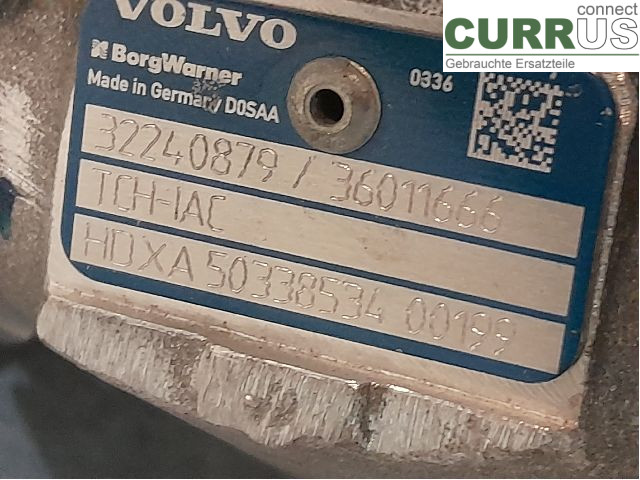 VOLVO
BorgWarner
Made in Germany D0SAA
0336
32240879 / 36011666
TCH-IAC
HDXA 50338534 00199
connect
CURRUS
Gebrauchte Ersatzteile